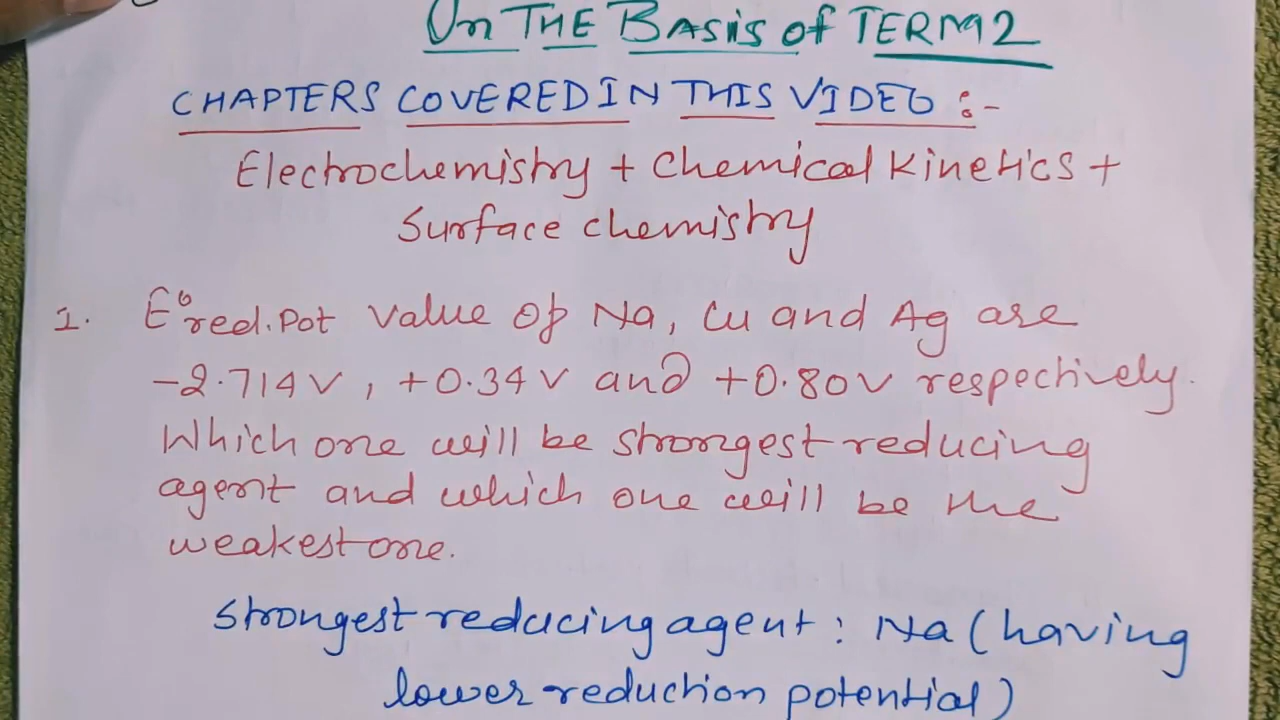 On THE BASis of TERM2
CHAPTERS COVERED IN THIS VIDEO :-
Electrochemistry + Chemical Kinetics +
Surface chemistry
1. E°red.Pot value of Na, Cu and Ag are
-2.714V, +0.34V and +0.80V respectively.
Which one will be strongest reducing
agent and which one will be the
weakest one.
Strongest reducing agent : Na (having
lower reduction potential)